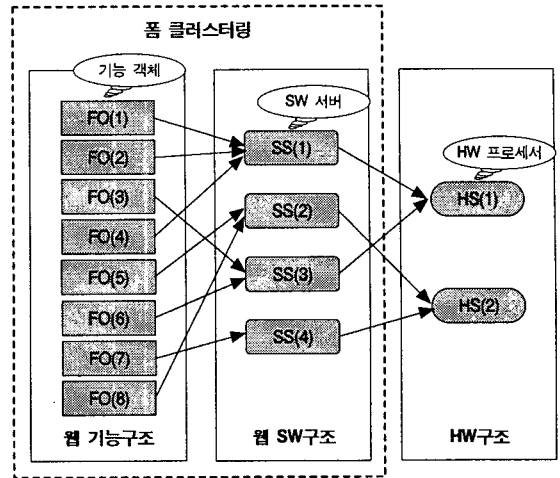 폼 클러스터링
기능 객체
FO(1)
FO(2)
FO(3)
FO(4)
FO(5)
FO(6)
FO(7)
FO(8)
웹 기능구조
SW 서버
SS(1)
SS(2)
SS(3)
SS(4)
웹 SW구조
HW 프로세서
HS(1)
HS(2)
HW구조